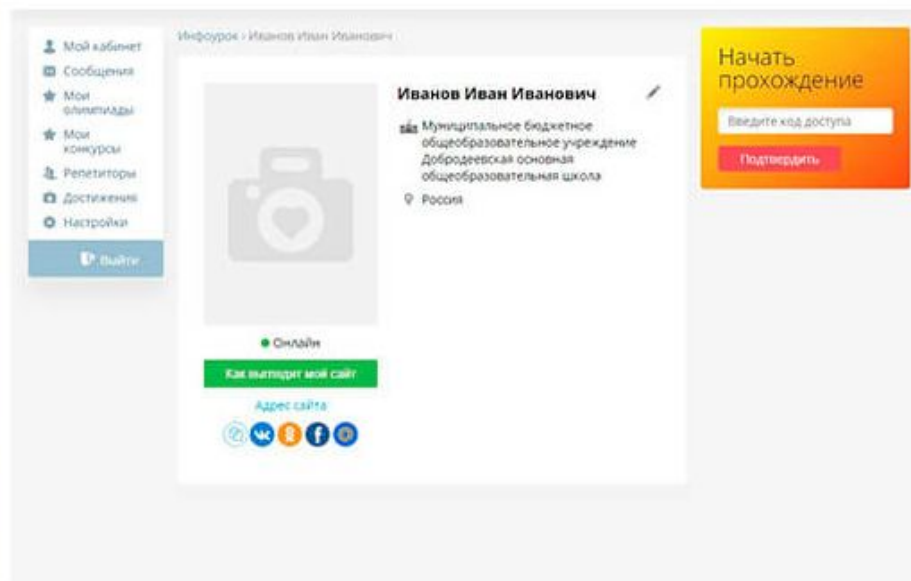 Мой кабинет
Сообщения
Мои
олимпиады
Мои
конкурсы
Репетиторы
Достижения
Настройки
Выйти
Инфоурок › Иванов Иван Иванович
Иванов Иван Иванович
Муниципальное бюджетное
общеобразовательное учреждение
Добродеевская основная
общеобразовательная школа
Россия
Онлайн
Как выглядит мой сайт
Адрес сайта
Начать
прохождение
Введите код доступа
Подтвердить